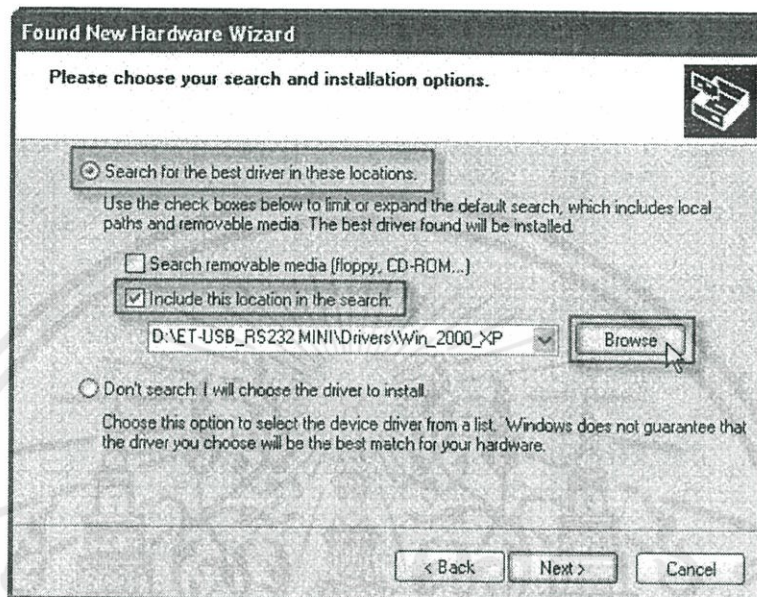 Found New Hardware Wizard
Please choose your search and installation options.
Search for the best driver in these locations.
Use the check boxes below to limit or expand the default search, which includes local
paths and removable media. The best driver found will be installed.
Search removable media (floppy, CD-ROM...)
Include this location in the search:
D:\ET-USB_RS232 MINI\Drivers\Win_2000_XP
Browse
Don't search. I will choose the driver to install.
Choose this option to select the device driver from a list. Windows does not guarantee that
the driver you choose will be the best match for your hardware.
< Back
Next >
Cancel